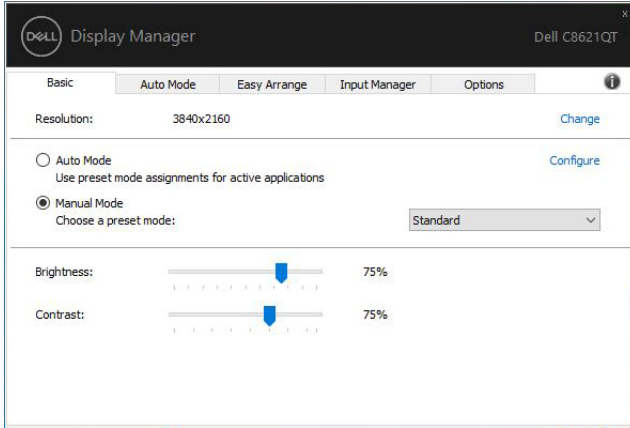 x
DELL Display Manager Dell C8621QT
Basic Auto Mode Easy Arrange Input Manager Options
Resolution: 3840x2160 Change
Auto Mode Configure
Use preset mode assignments for active applications
Manual Mode
Choose a preset mode: Standard
Brightness: 75%
Contrast: 75%